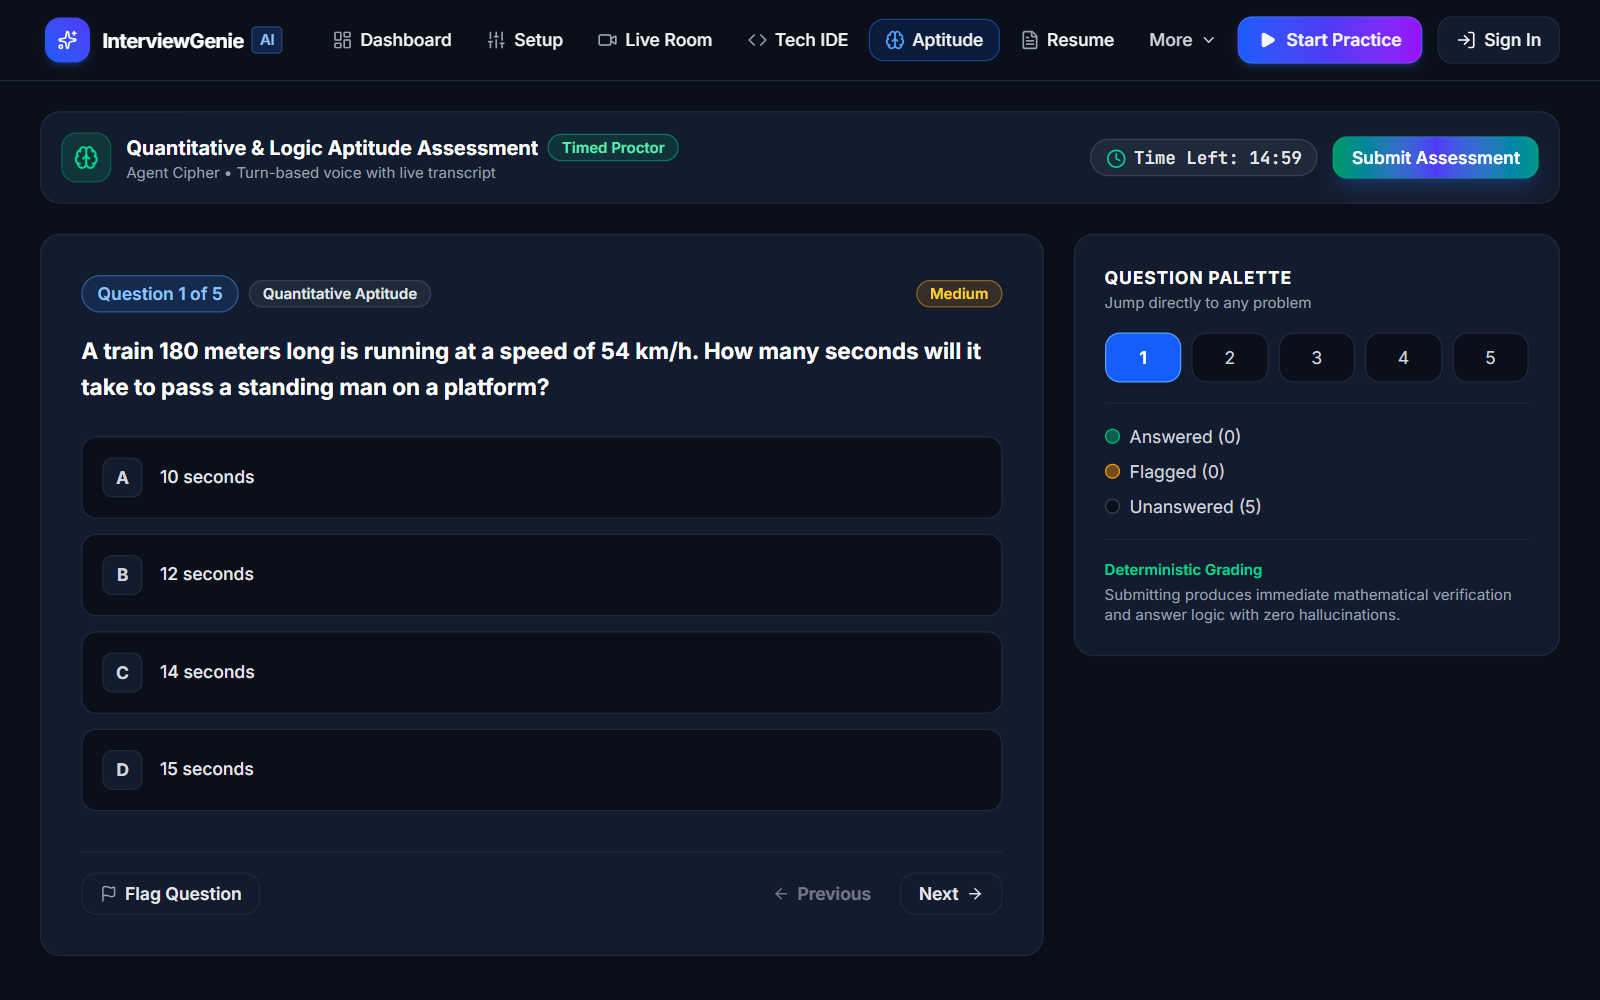 InterviewGenie AI
Dashboard
Setup
Live Room
Tech IDE
Aptitude
Resume
More
Start Practice
Sign In
Quantitative & Logic Aptitude Assessment
Timed Proctor
Agent Cipher • Turn-based voice with live transcript
Time Left: 14:59
Submit Assessment
Question 1 of 5
Quantitative Aptitude
Medium
A train 180 meters long is running at a speed of 54 km/h. How many seconds will it
take to pass a standing man on a platform?
A 10 seconds
B 12 seconds
C 14 seconds
D 15 seconds
Flag Question
← Previous
Next →
QUESTION PALETTE
Jump directly to any problem
1 2 3 4 5
Answered (0)
Flagged (0)
Unanswered (5)
Deterministic Grading
Submitting produces immediate mathematical verification
and answer logic with zero hallucinations.